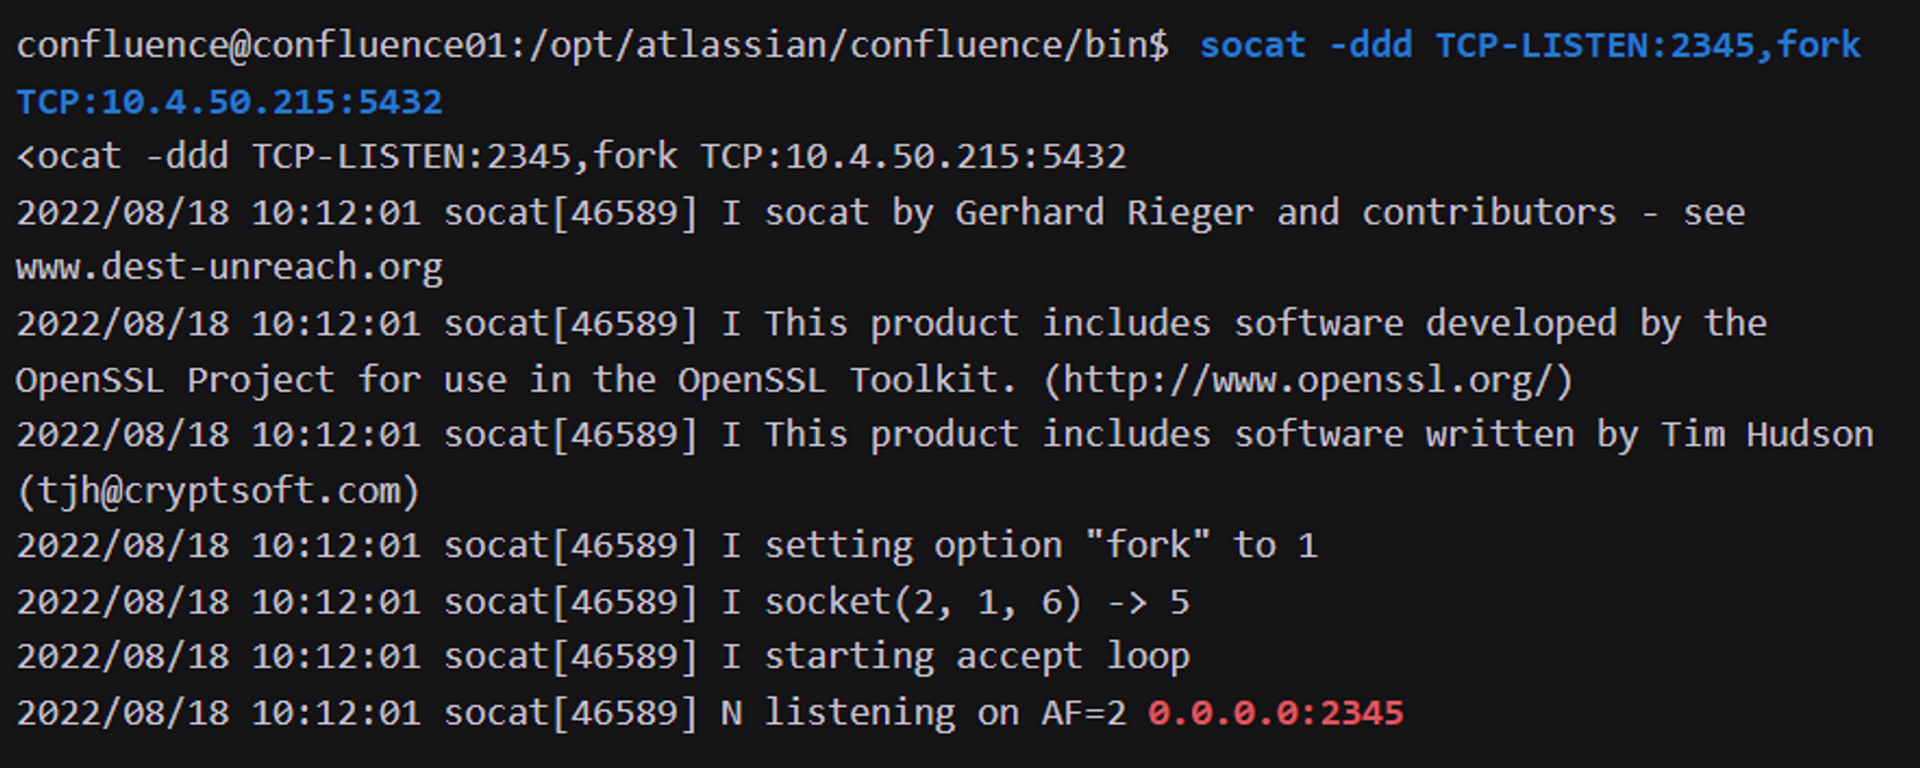 confluence@confluence01:/opt/atlassian/confluence/bin$ socat -ddd TCP-LISTEN:2345,fork
TCP:10.4.50.215:5432
<ocat -ddd TCP-LISTEN:2345,fork TCP:10.4.50.215:5432
2022/08/18 10:12:01 socat[46589] I socat by Gerhard Rieger and contributors - see
www.dest-unreach.org
2022/08/18 10:12:01 socat[46589] I This product includes software developed by the
OpenSSL Project for use in the OpenSSL Toolkit. (http://www.openssl.org/)
2022/08/18 10:12:01 socat[46589] I This product includes software written by Tim Hudson
(tjh@cryptsoft.com)
2022/08/18 10:12:01 socat[46589] I setting option "fork" to 1
2022/08/18 10:12:01 socat[46589] I socket(2, 1, 6) -> 5
2022/08/18 10:12:01 socat[46589] I starting accept loop
2022/08/18 10:12:01 socat[46589] N listening on AF=2 0.0.0.0:2345